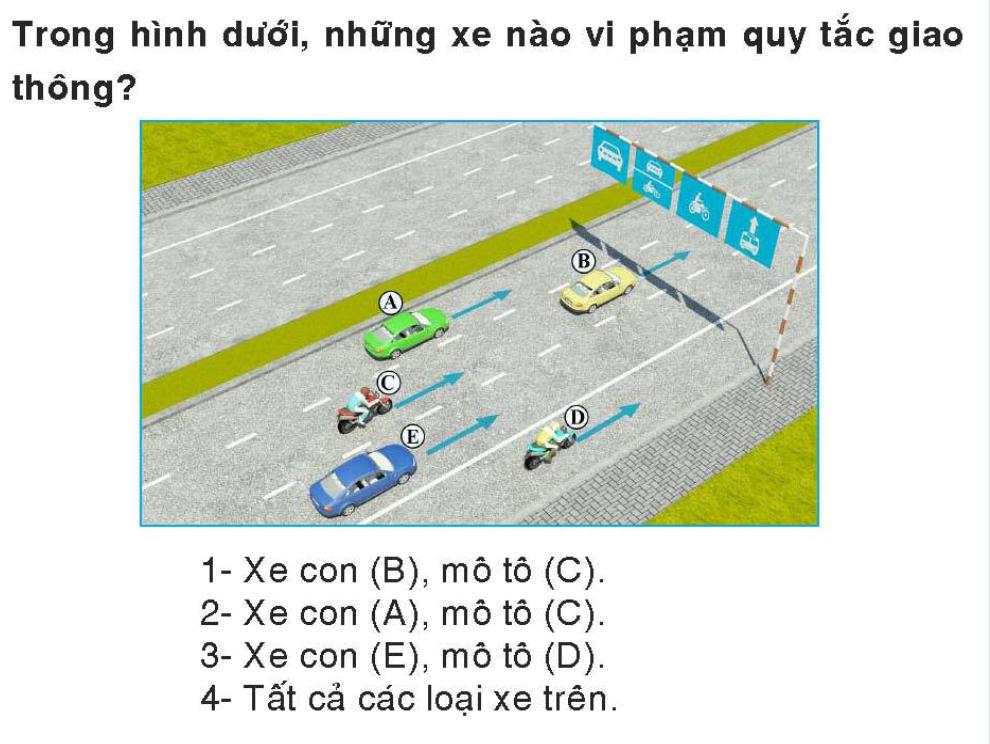 Trong hình dưới, những xe nào vi phạm quy tắc giao
thông?
B
A
C
D
E
1- Xe con (B), mô tô (C).
2- Xe con (A), mô tô (C).
3- Xe con (E), mô tô (D).
4- Tất cả các loại xe trên.